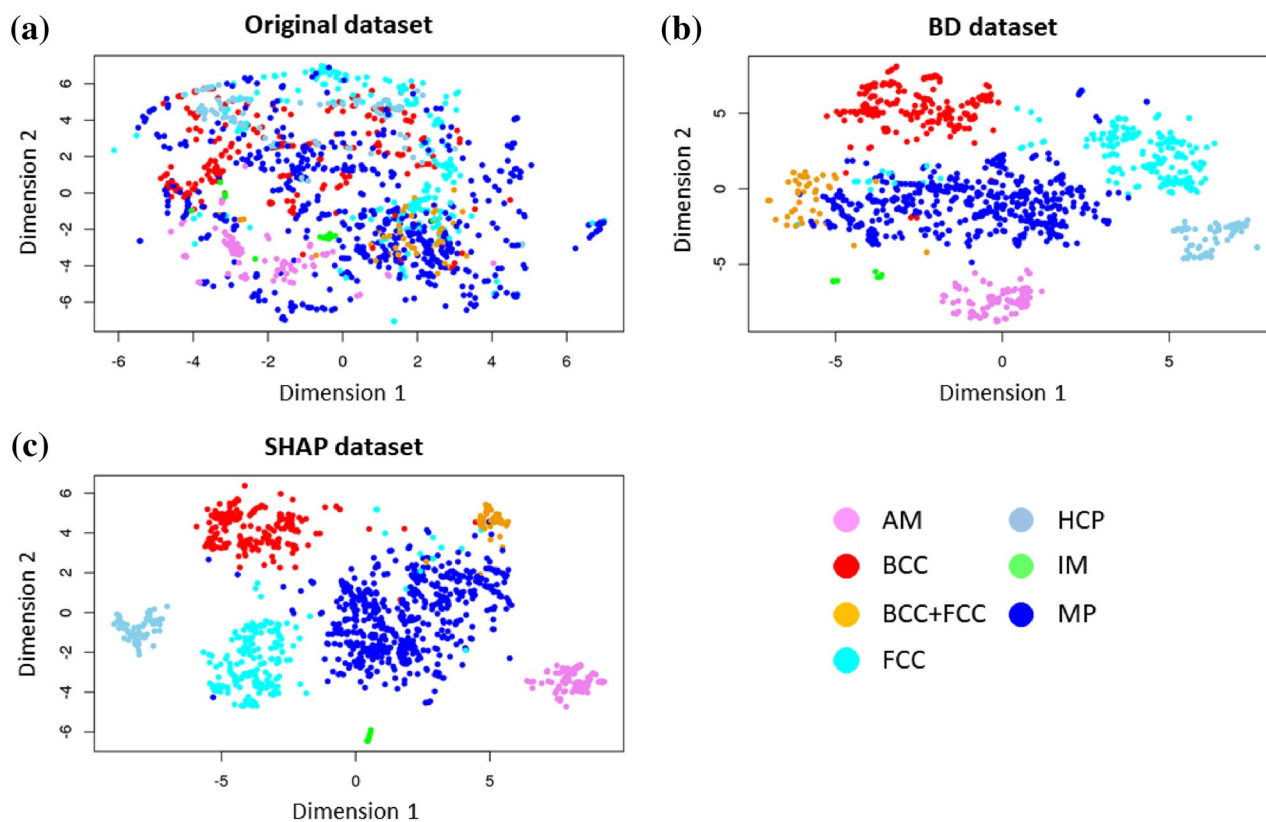 (a) Original dataset
Dimension 2
6
4
2
0
-2
-4
-6
-6 -4 -2 0 2 4 6
Dimension 1
(b) BD dataset
Dimension 2
5
0
-5
-5 0 5
Dimension 1
(c) SHAP dataset
Dimension 2
6
4
2
0
-2
-4
-6
-5 0 5
Dimension 1
AM
BCC
BCC+FCC
FCC
HCP
IM
MP